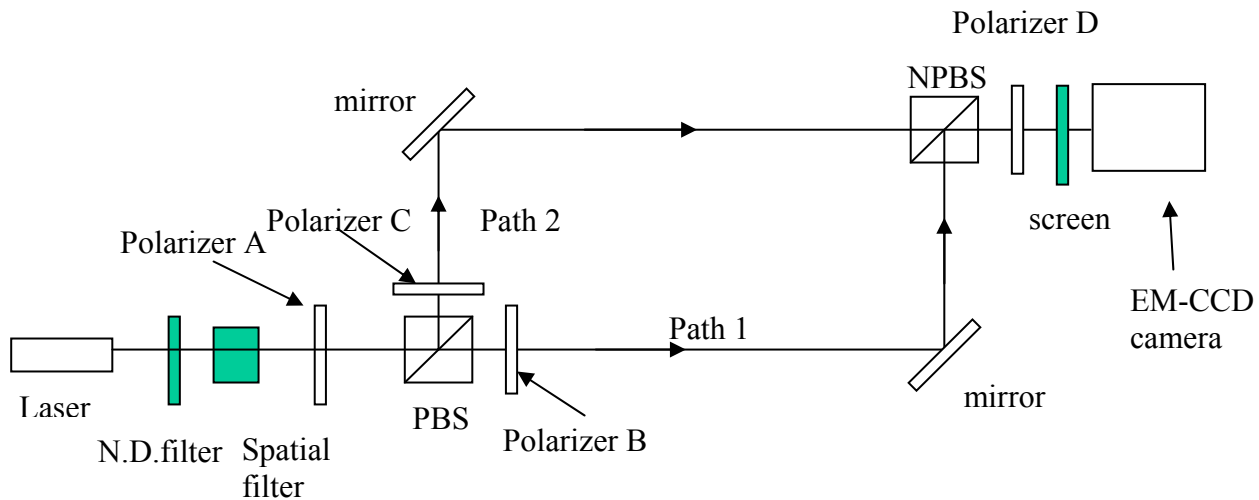 Polarizer D
NPBS
mirror
Polarizer C
Path 2
Polarizer A
screen
EM-CCD
camera
Path 1
mirror
Laser
PBS
Polarizer B
N.D.filter
Spatial
filter